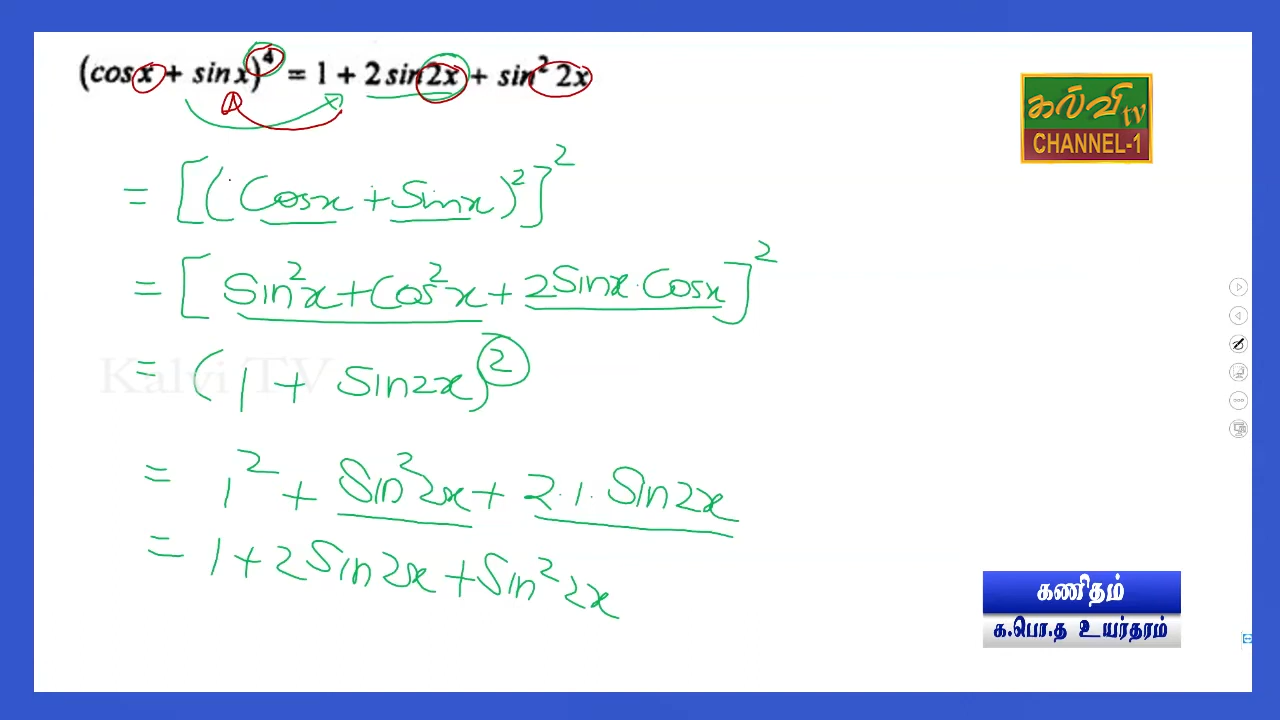 (cos x + sin x)⁴ = 1 + 2 sin 2x + sin² 2x
கல்வி tv
CHANNEL-1
= [(Cosx + Sinx)²]²
= [Sin²x + Cos²x + 2Sinx · Cosx]²
= (1 + Sin2x)²
Kalvi TV
= 1² + Sin²2x + 2·1· Sin2x
= 1 + 2Sin2x + Sin²2x
கணிதம்
க.பொ.த உயர்தரம்